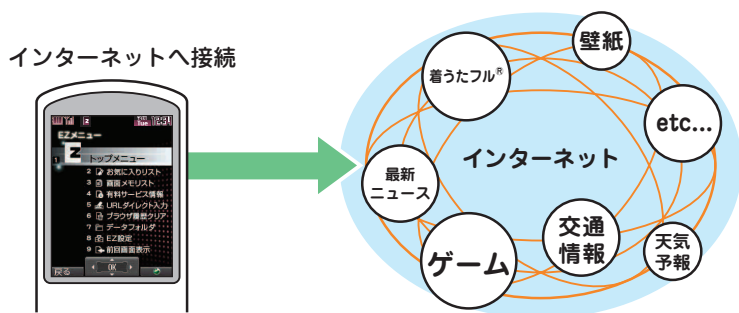 インターネットへ接続
EZメニュー
1 トップメニュー
2 お気に入りリスト
3 画面メモリスト
4 有料サービス情報
5 URLダイレクト入力
6 ブラウザ履歴クリア
7 データフォルダ
8 EZ設定
9 前回画面表示
戻る
OK
壁紙
着うたフル®
etc...
インターネット
最新
ニュース
交通
情報
天気
予報
ゲーム